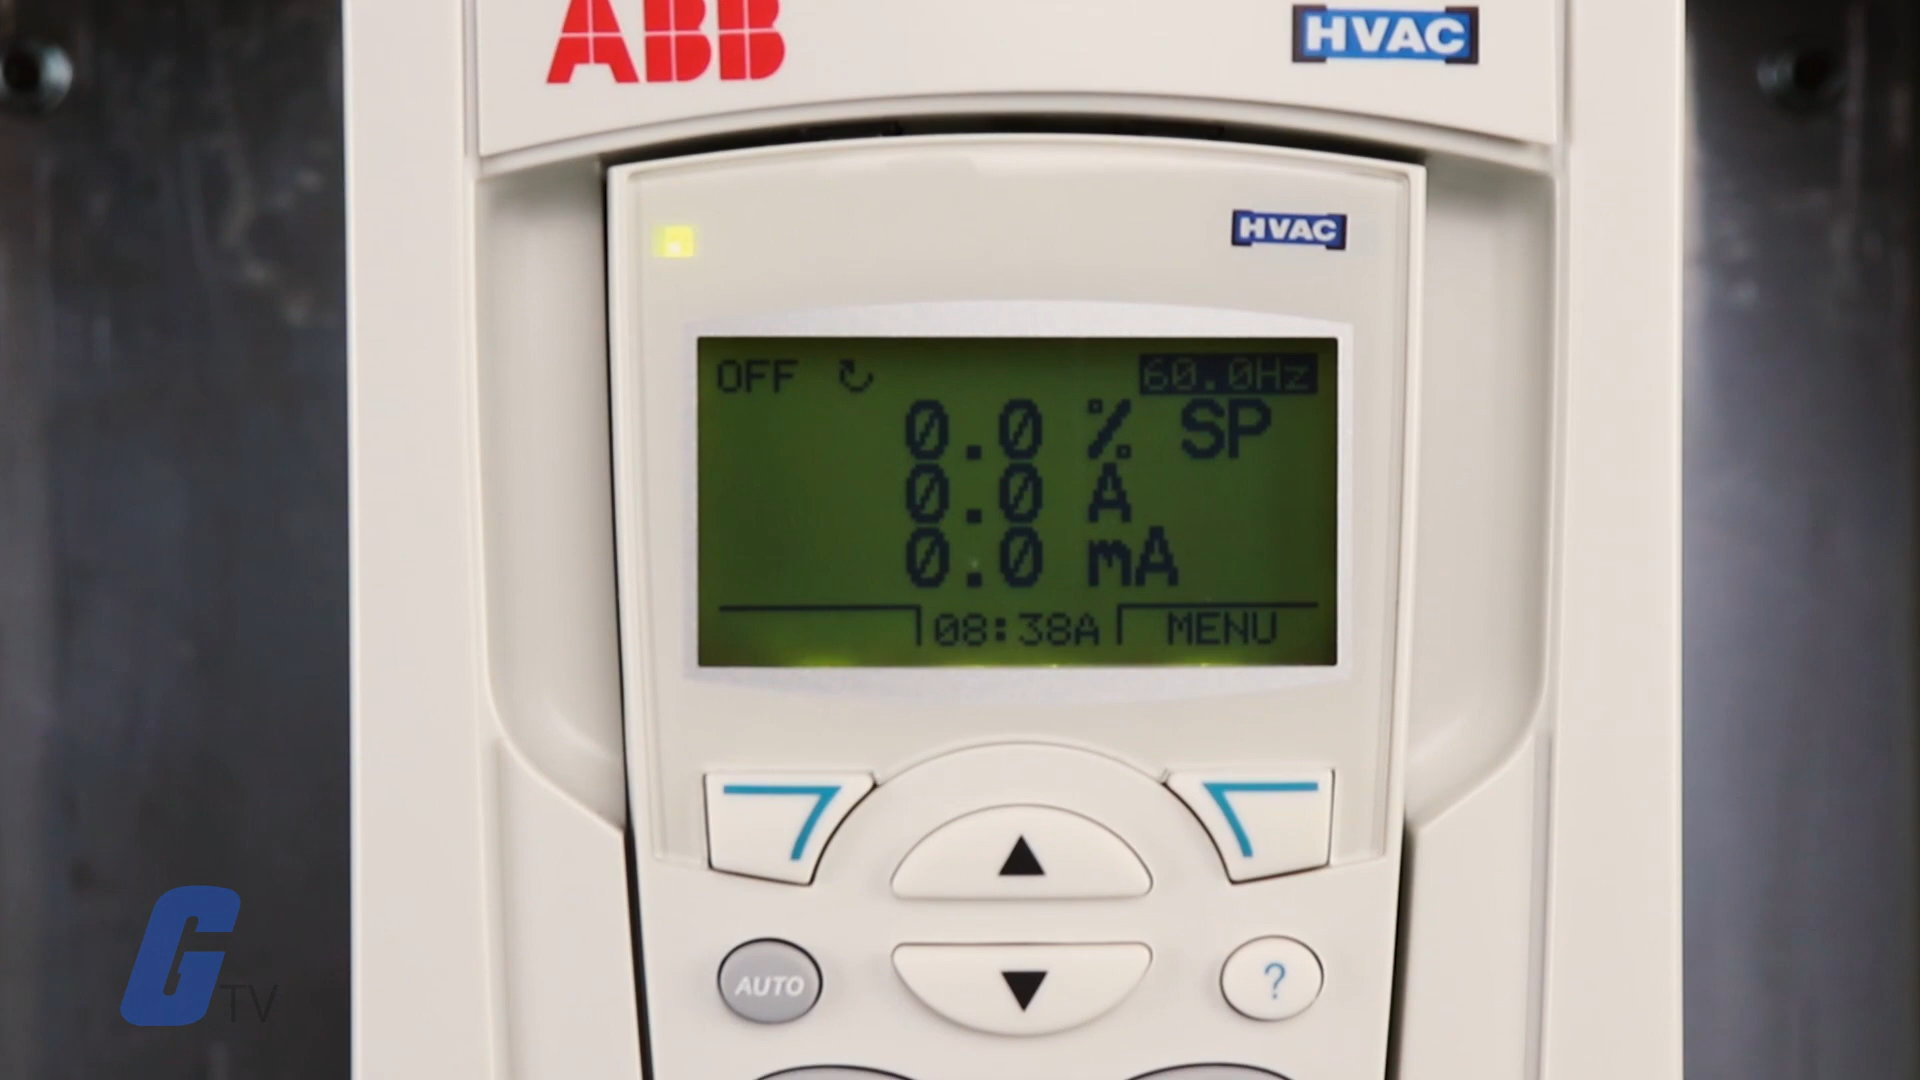 ABB
HVAC
HVAC
OFF ↻ 60.0Hz
0.0 % SP
0.0 A
0.0 mA
08:38A MENU
AUTO
?
G TV